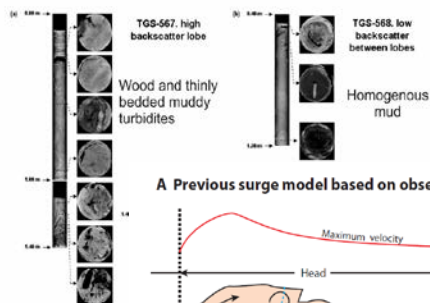 (a)
TGS-567. high
backscatter lobe
Wood and thinly
bedded muddy
turbidites
(b)
TGS-568. low
backscatter
between lobes
Homogenous
mud
A Previous surge model based on obse
Maximum velocity
Head